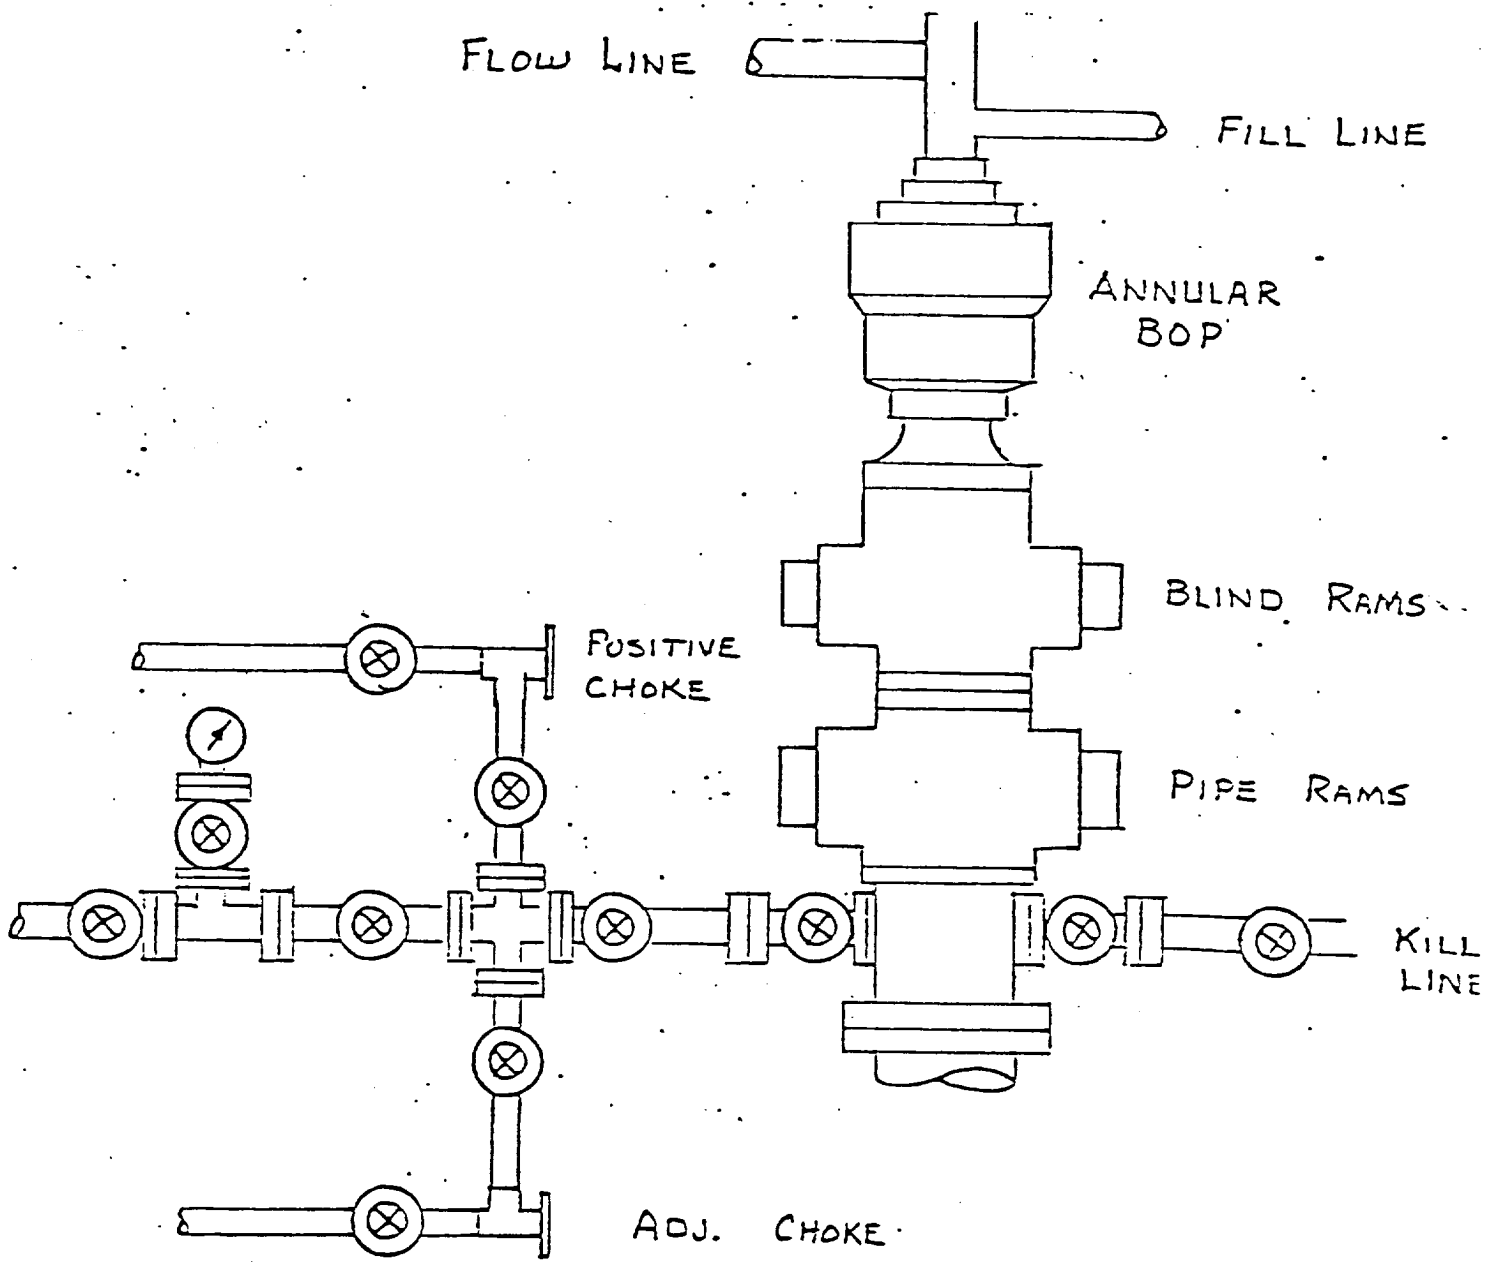 FLOW LINE
FILL LINE
ANNULAR
BOP
BLIND RAMS
POSITIVE
CHOKE
PIPE RAMS
KILL
LINE
ADJ. CHOKE